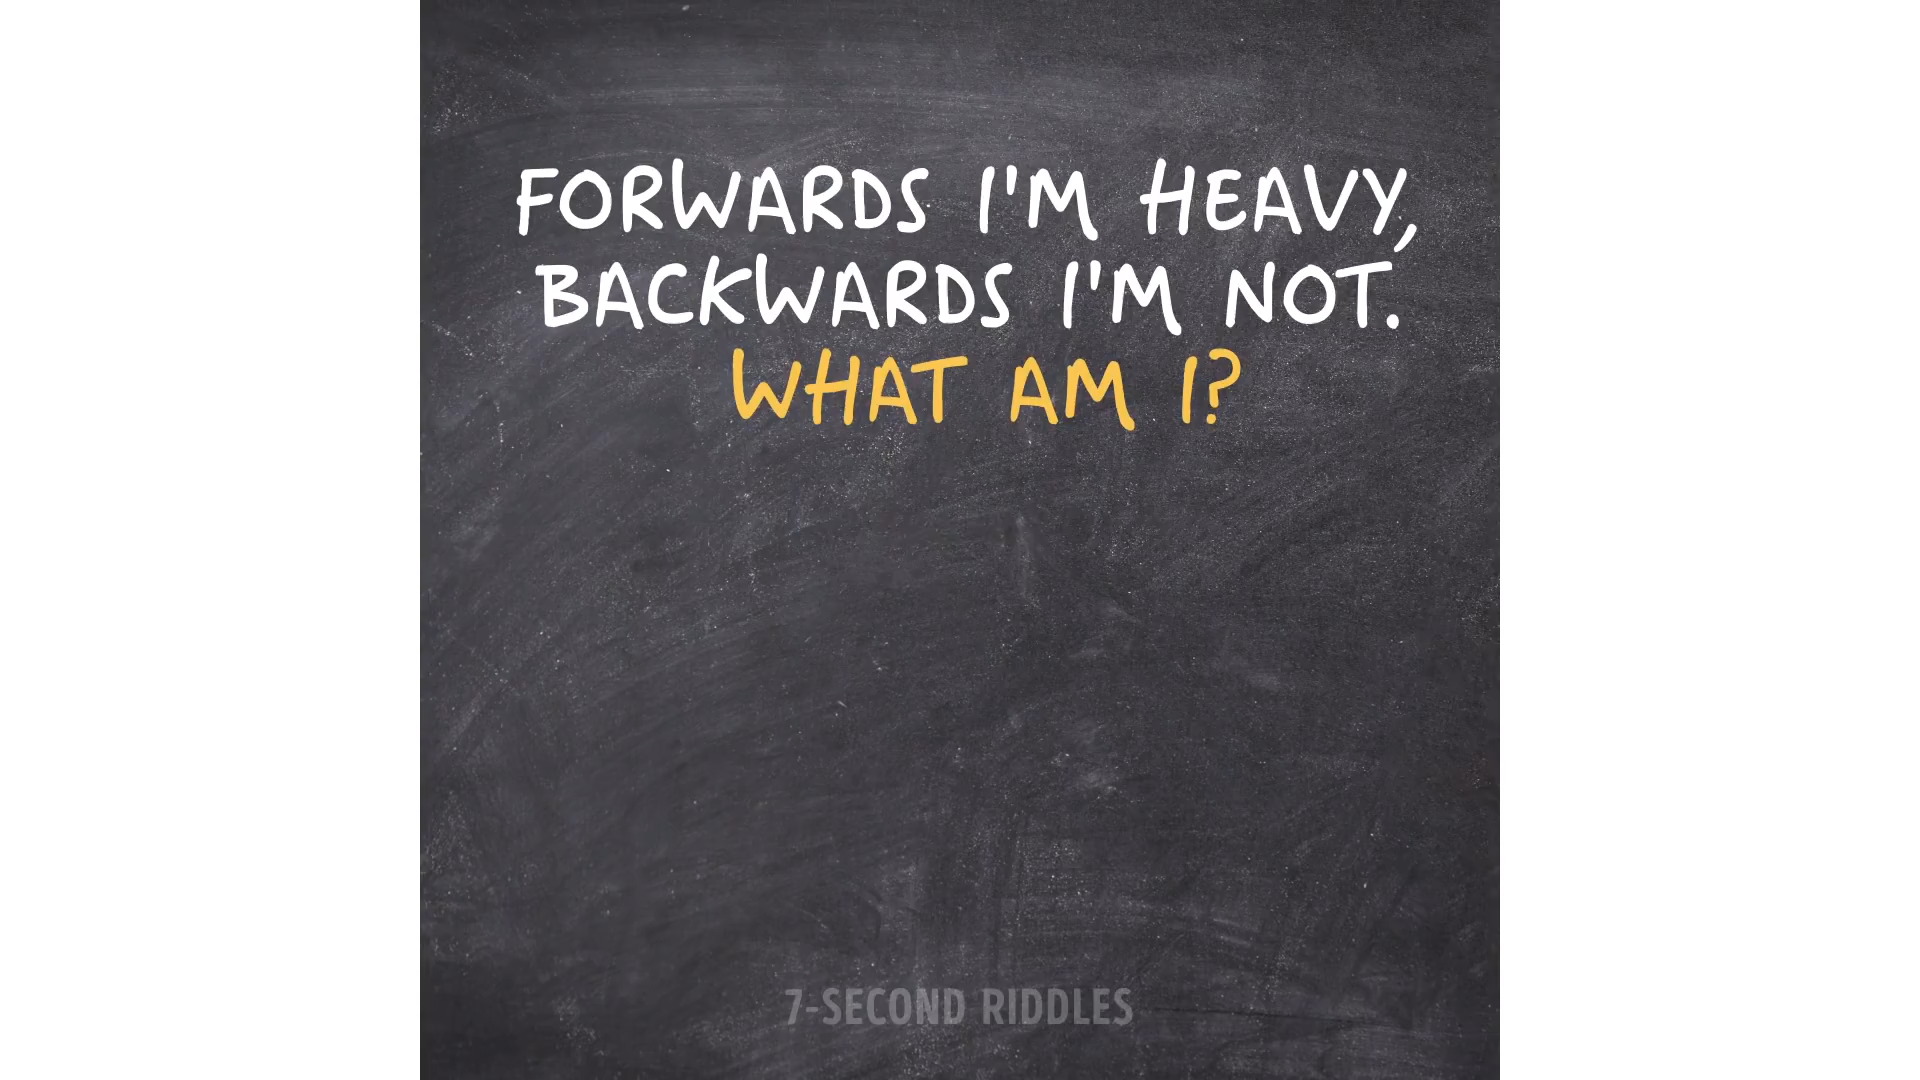 FORWARDS I'M HEAVY,
BACKWARDS I'M NOT.
WHAT AM I?
7-SECOND RIDDLES